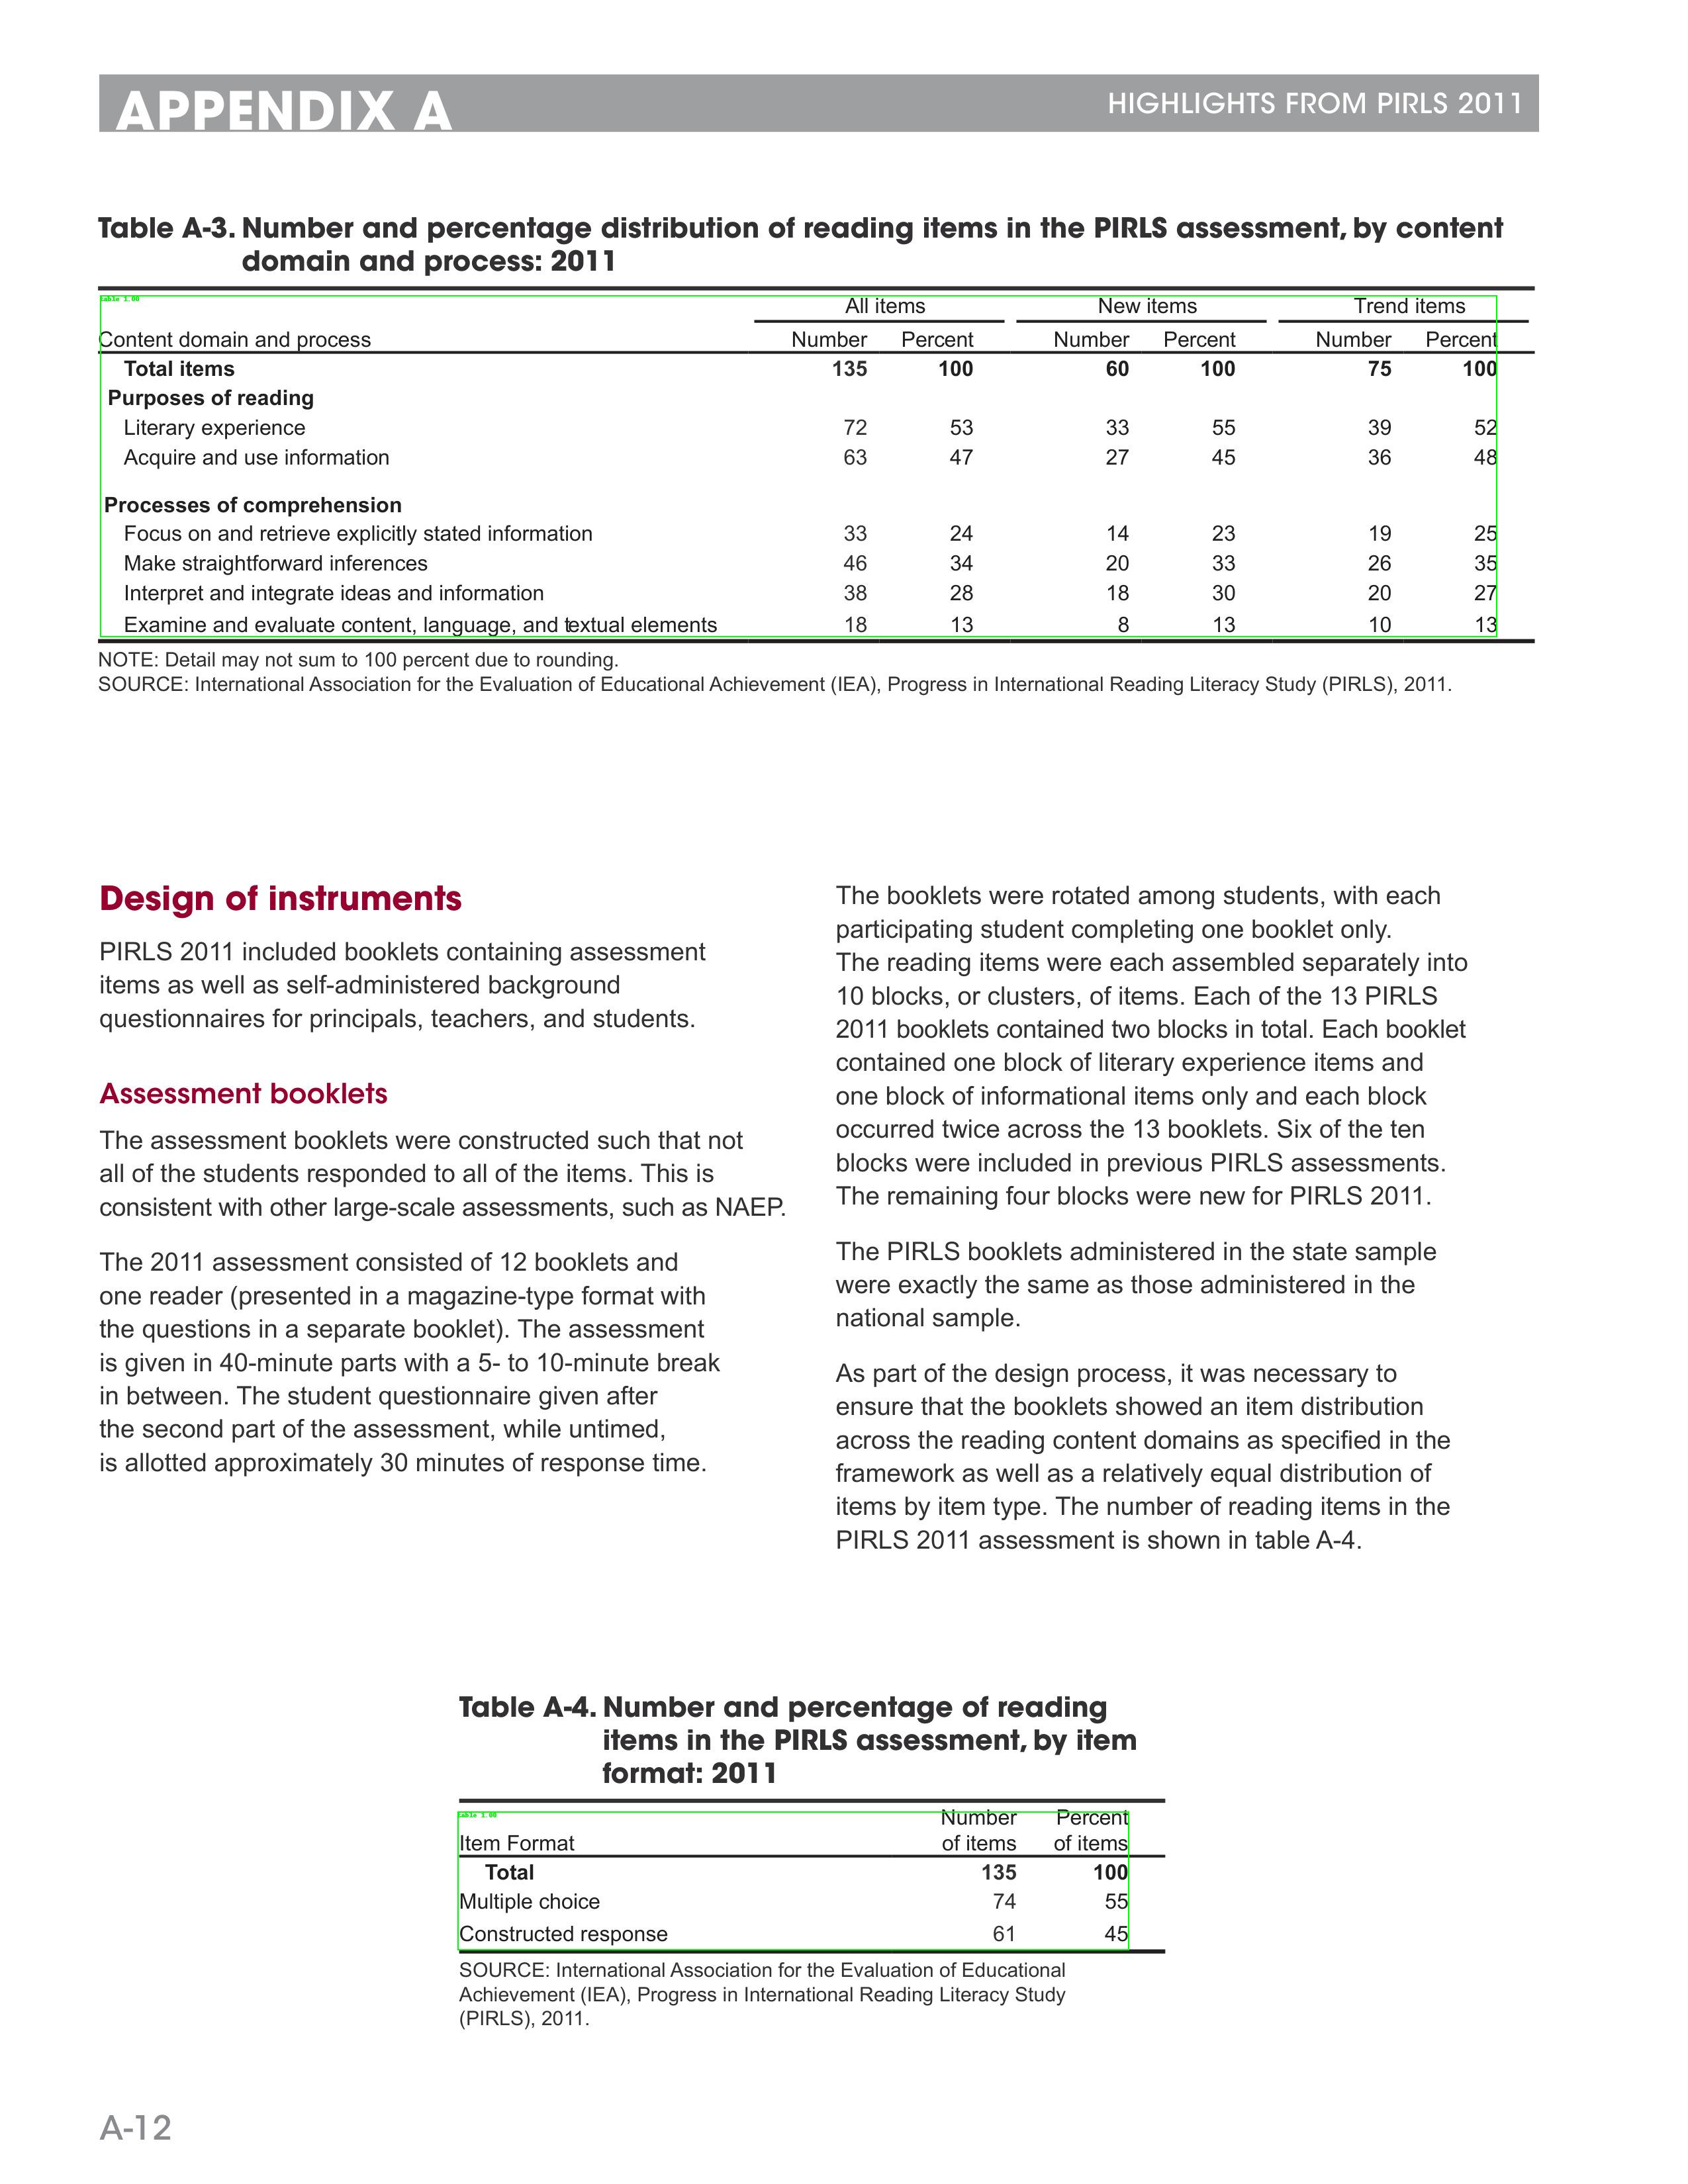 APPENDIX A
HIGHLIGHTS FROM PIRLS 2011
Table A-3. Number and percentage distribution of reading items in the PIRLS assessment, by content
domain and process: 2011
table 1.00
All items New items Trend items
Content domain and process Number Percent Number Percent Number Percent
Total items 135 100 60 100 75 100
Purposes of reading
Literary experience 72 53 33 55 39 52
Acquire and use information 63 47 27 45 36 48
Processes of comprehension
Focus on and retrieve explicitly stated information 33 24 14 23 19 25
Make straightforward inferences 46 34 20 33 26 35
Interpret and integrate ideas and information 38 28 18 30 20 27
Examine and evaluate content, language, and textual elements 18 13 8 13 10 13
NOTE: Detail may not sum to 100 percent due to rounding.
SOURCE: International Association for the Evaluation of Educational Achievement (IEA), Progress in International Reading Literacy Study (PIRLS), 2011.
Design of instruments
PIRLS 2011 included booklets containing assessment
items as well as self-administered background
questionnaires for principals, teachers, and students.
Assessment booklets
The assessment booklets were constructed such that not
all of the students responded to all of the items. This is
consistent with other large-scale assessments, such as NAEP.
The 2011 assessment consisted of 12 booklets and
one reader (presented in a magazine-type format with
the questions in a separate booklet). The assessment
is given in 40-minute parts with a 5- to 10-minute break
in between. The student questionnaire given after
the second part of the assessment, while untimed,
is allotted approximately 30 minutes of response time.
The booklets were rotated among students, with each
participating student completing one booklet only.
The reading items were each assembled separately into
10 blocks, or clusters, of items. Each of the 13 PIRLS
2011 booklets contained two blocks in total. Each booklet
contained one block of literary experience items and
one block of informational items only and each block
occurred twice across the 13 booklets. Six of the ten
blocks were included in previous PIRLS assessments.
The remaining four blocks were new for PIRLS 2011.
The PIRLS booklets administered in the state sample
were exactly the same as those administered in the
national sample.
As part of the design process, it was necessary to
ensure that the booklets showed an item distribution
across the reading content domains as specified in the
framework as well as a relatively equal distribution of
items by item type. The number of reading items in the
PIRLS 2011 assessment is shown in table A-4.
Table A-4. Number and percentage of reading
items in the PIRLS assessment, by item
format: 2011
table 1.00
Number Percent
Item Format of items of items
Total 135 100
Multiple choice 74 55
Constructed response 61 45
SOURCE: International Association for the Evaluation of Educational
Achievement (IEA), Progress in International Reading Literacy Study
(PIRLS), 2011.
A-12